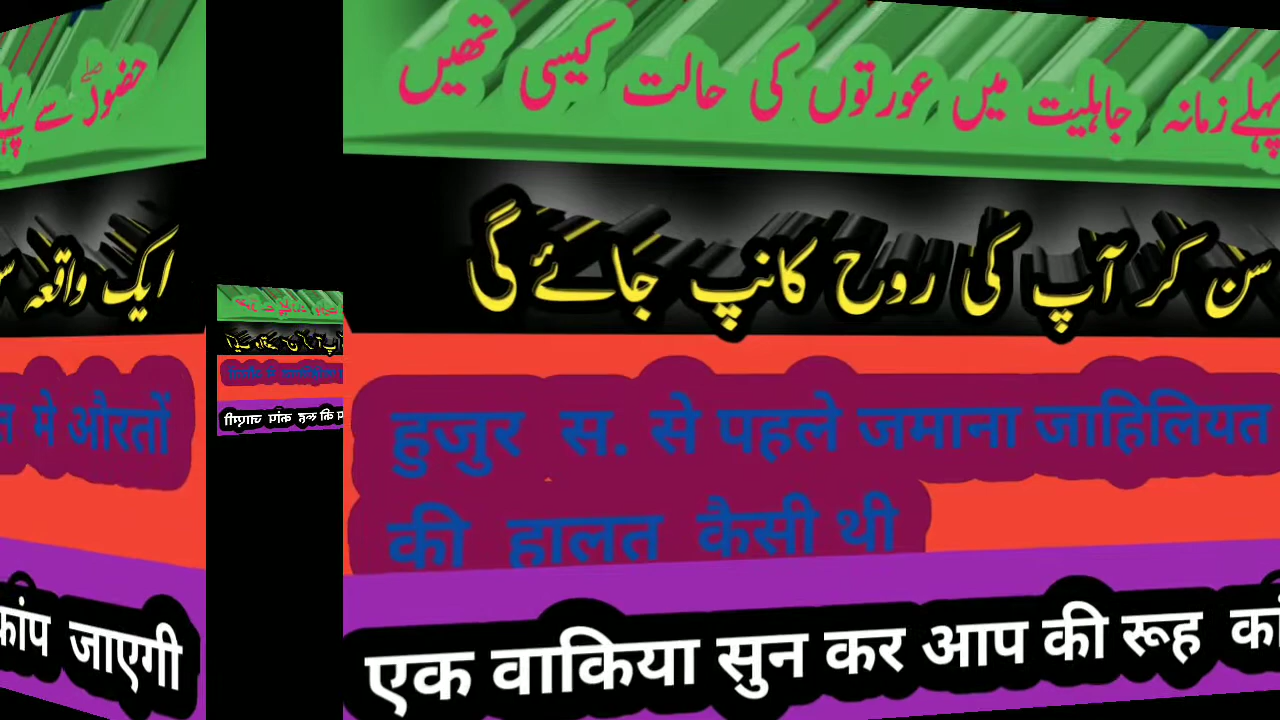 پہلے زمانہ جاہلیت میں عورتوں کی حالت کیسی تھیں
سن کر آپ کی روح کانپ جائے گی
हुजुर स. से पहले जमाना जाहिलियत
की हालत कैसी थी
एक वाकिया सुन कर आप की रूह
حضورؐ سے پہلے
ایک واقعہ
मे औरतों
कांप जाएगी